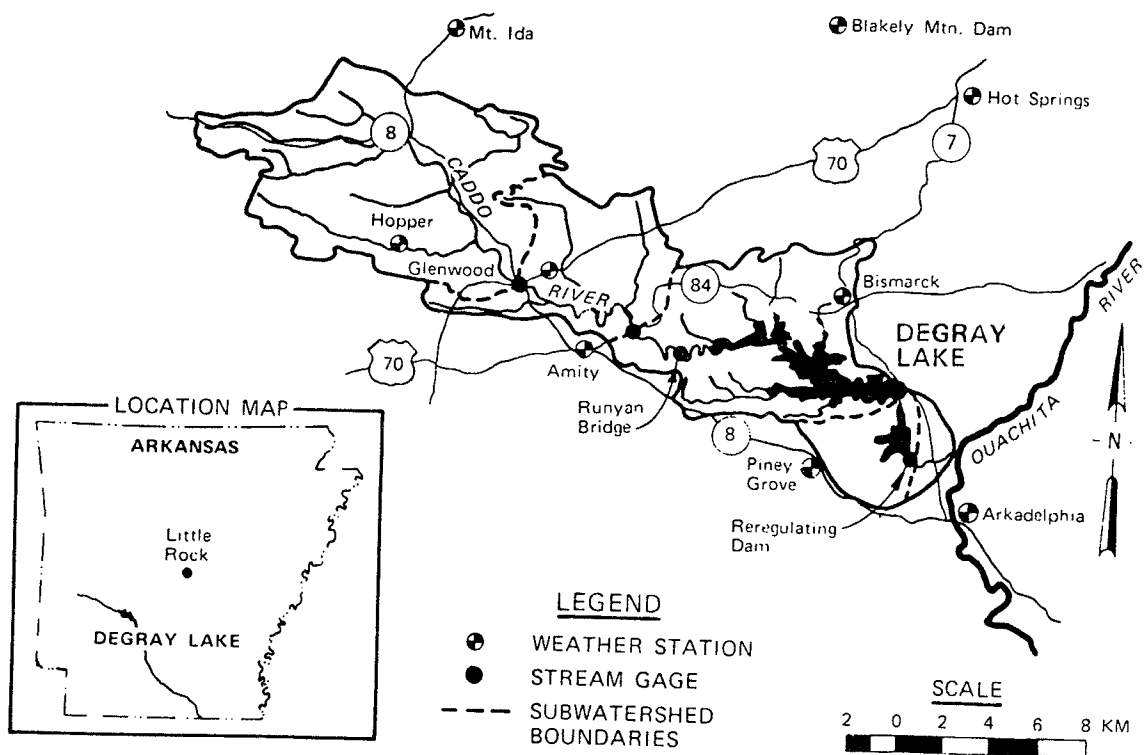 Mt. Ida
Blakely Mtn. Dam
Hot Springs
8
7
70
CADDO
Hopper
Glenwood
RIVER
84
Bismarck
DEGRAY
LAKE
RIVER
OUACHITA
70
Amity
Runyan
Bridge
8
Piney
Grove
N
Arkadelphia
Reregulating
Dam
LOCATION MAP
ARKANSAS
Little
Rock
DEGRAY LAKE
LEGEND
WEATHER STATION
STREAM GAGE
SUBWATERSHED
BOUNDARIES
SCALE
2 0 2 4 6 8 KM